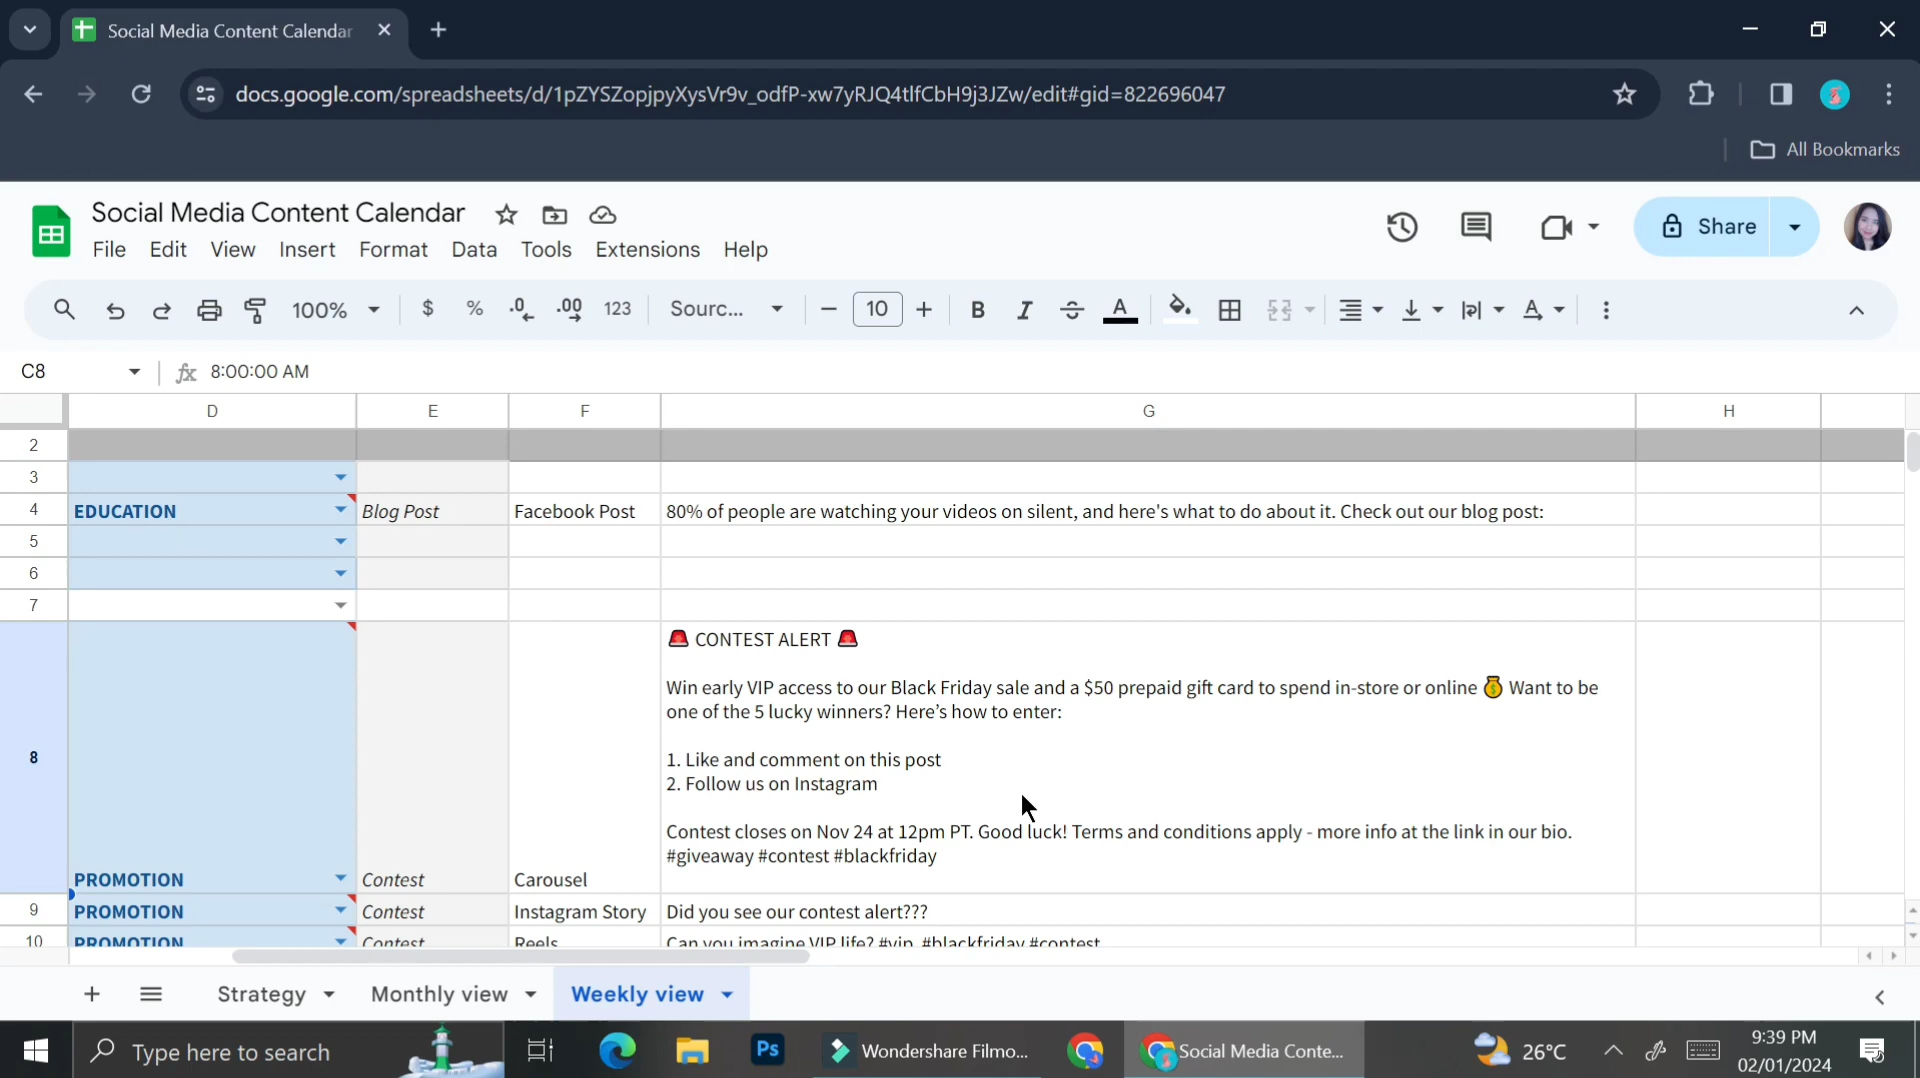 Social Media Content Calendar
docs.google.com/spreadsheets/d/1pZYSZopjpyXysVr9v_odfP-xw7yRJQ4tlfCbH9j3JZw/edit#gid=822696047
All Bookmarks
Social Media Content Calendar
File Edit View Insert Format Data Tools Extensions Help
Share
100% $ % .0 .00 123 Sourc... 10 B I S A
C8 fx 8:00:00 AM
D E F G H
2
3
4 EDUCATION Blog Post Facebook Post 80% of people are watching your videos on silent, and here's what to do about it. Check out our blog post:
5
6
7
🚨 CONTEST ALERT 🚨
Win early VIP access to our Black Friday sale and a $50 prepaid gift card to spend in-store or online 💰 Want to be
one of the 5 lucky winners? Here’s how to enter:
8
1. Like and comment on this post
2. Follow us on Instagram
Contest closes on Nov 24 at 12pm PT. Good luck! Terms and conditions apply - more info at the link in our bio.
#giveaway #contest #blackfriday
PROMOTION Contest Carousel
9 PROMOTION Contest Instagram Story Did you see our contest alert???
10 PROMOTION Contest Reels Can you imagine VIP life? #vip #blackfriday #contest
Strategy Monthly view Weekly view
Type here to search Ps Wondershare Filmo... Social Media Conte... 26°C 9:39 PM
02/01/2024